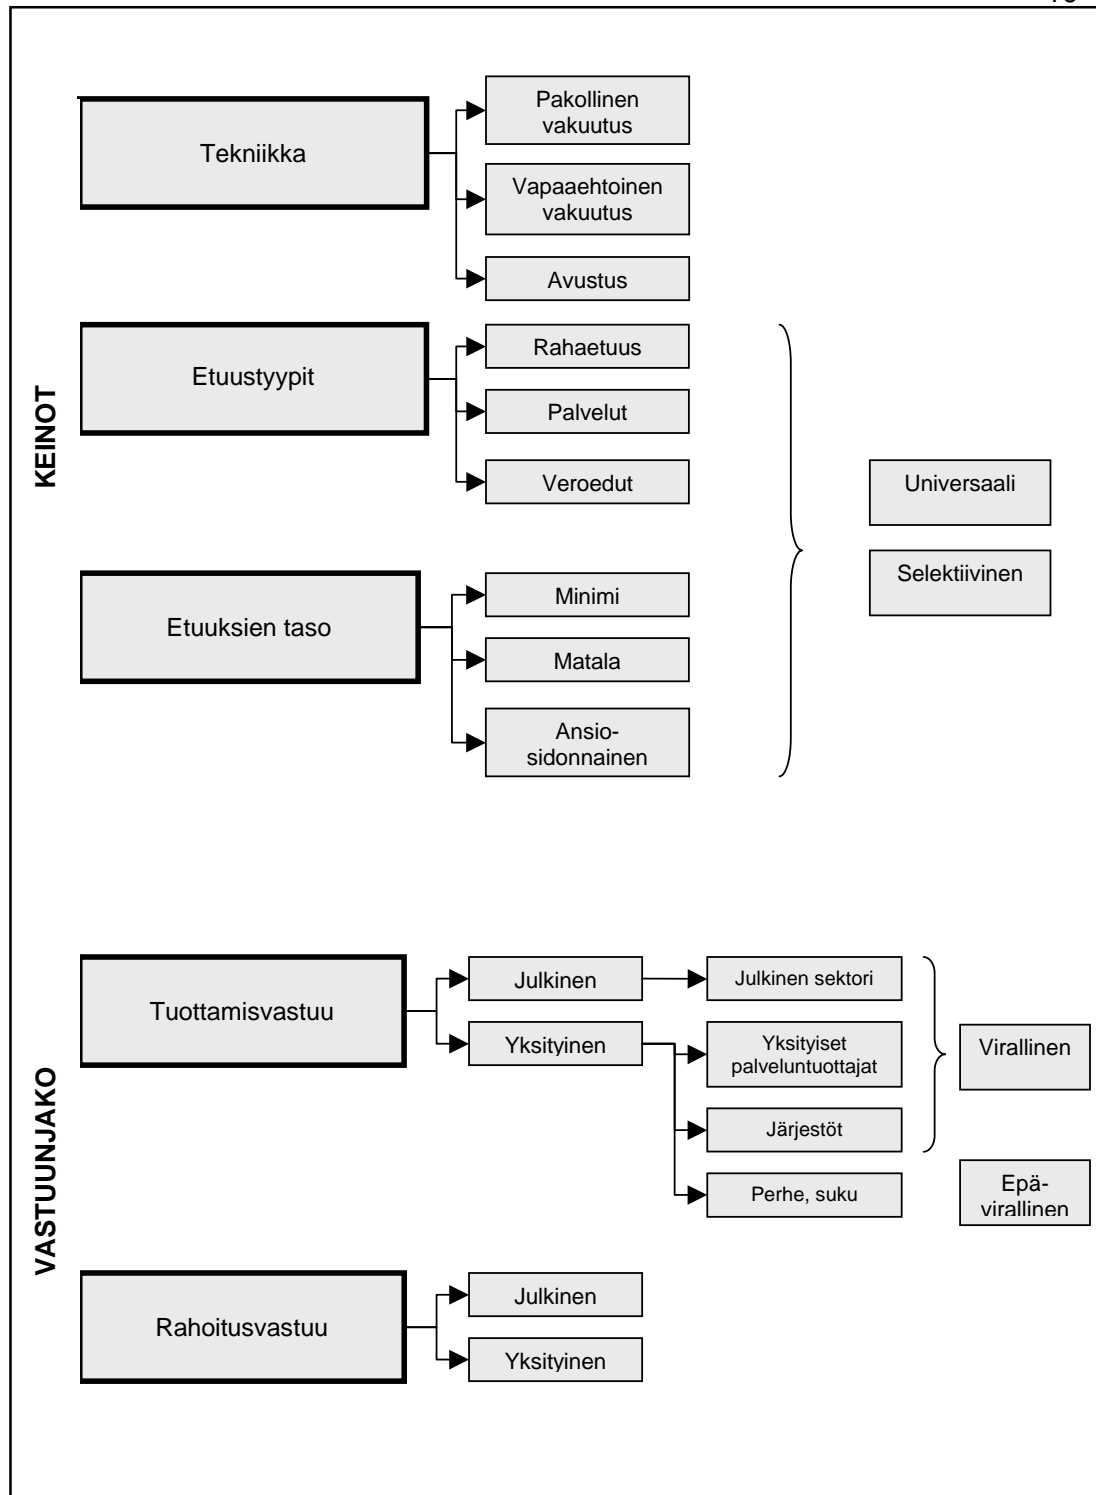 KEINOT
Tekniikka
Pakollinen
vakuutus
Vapaaehtoinen
vakuutus
Avustus
Etuustyypit
Rahaetuus
Palvelut
Veroedut
Etuuksien taso
Minimi
Matala
Ansio-
sidonnainen
Universaali
Selektiivinen
VASTUUNJAKO
Tuottamisvastuu
Julkinen
Julkinen sektori
Yksityinen
Yksityiset
palveluntuottajat
Järjestöt
Perhe, suku
Virallinen
Epä-
virallinen
Rahoitusvastuu
Julkinen
Yksityinen